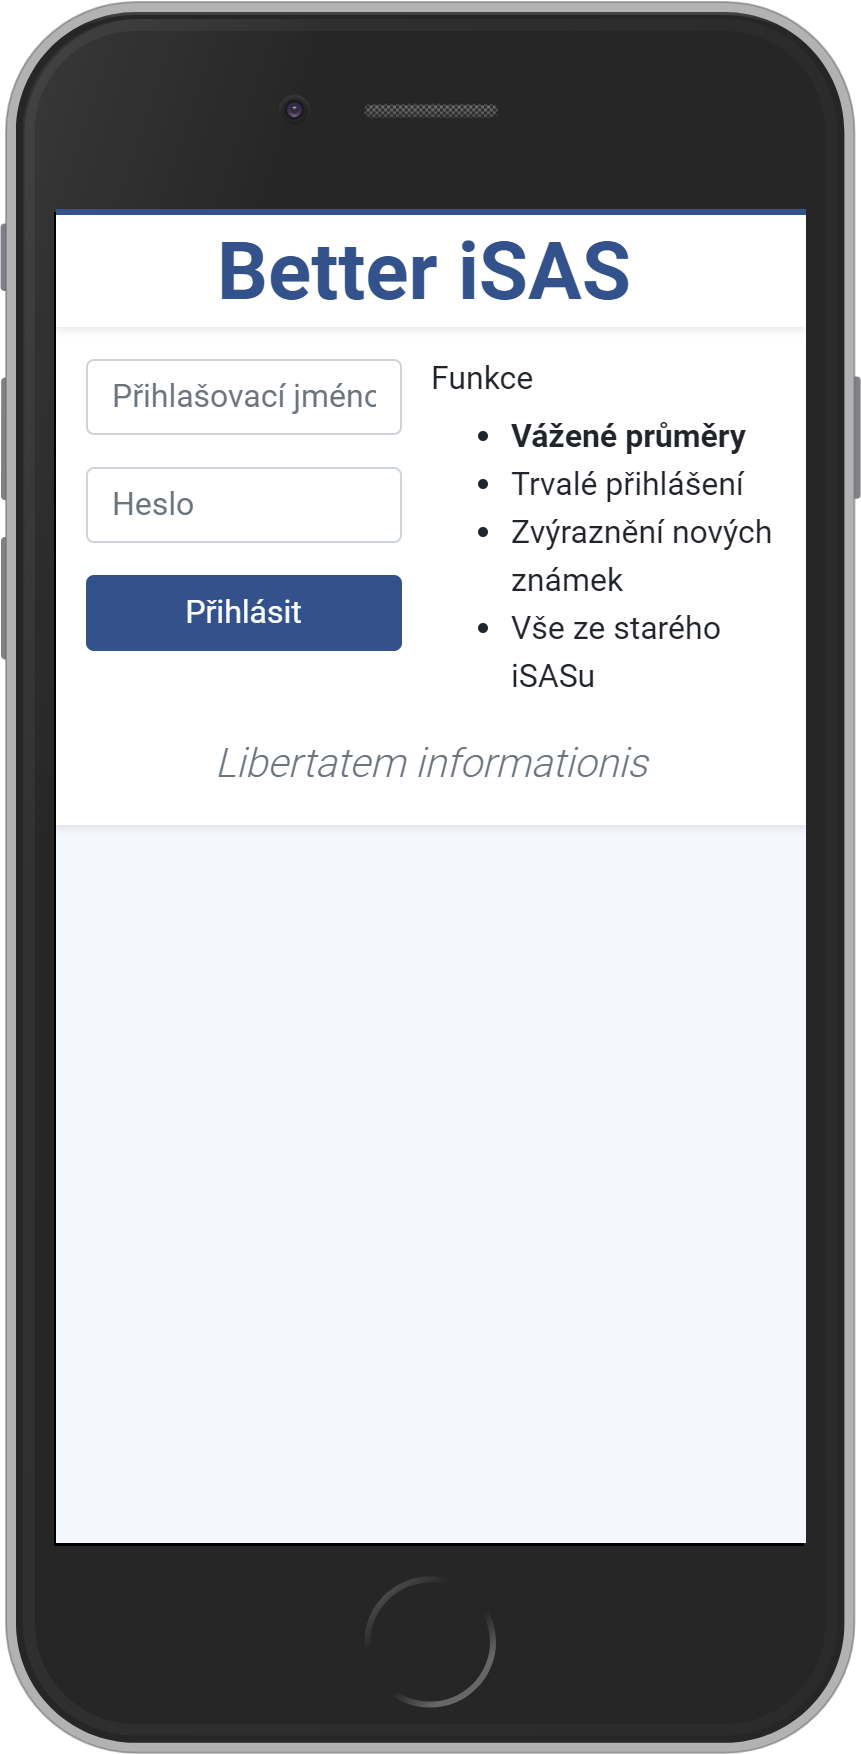 Better iSAS
Přihlašovací jméno
Heslo
Přihlásit
Funkce
Vážené průměry
Trvalé přihlášení
Zvýraznění nových
známek
Vše ze starého
iSASu
Libertatem informationis